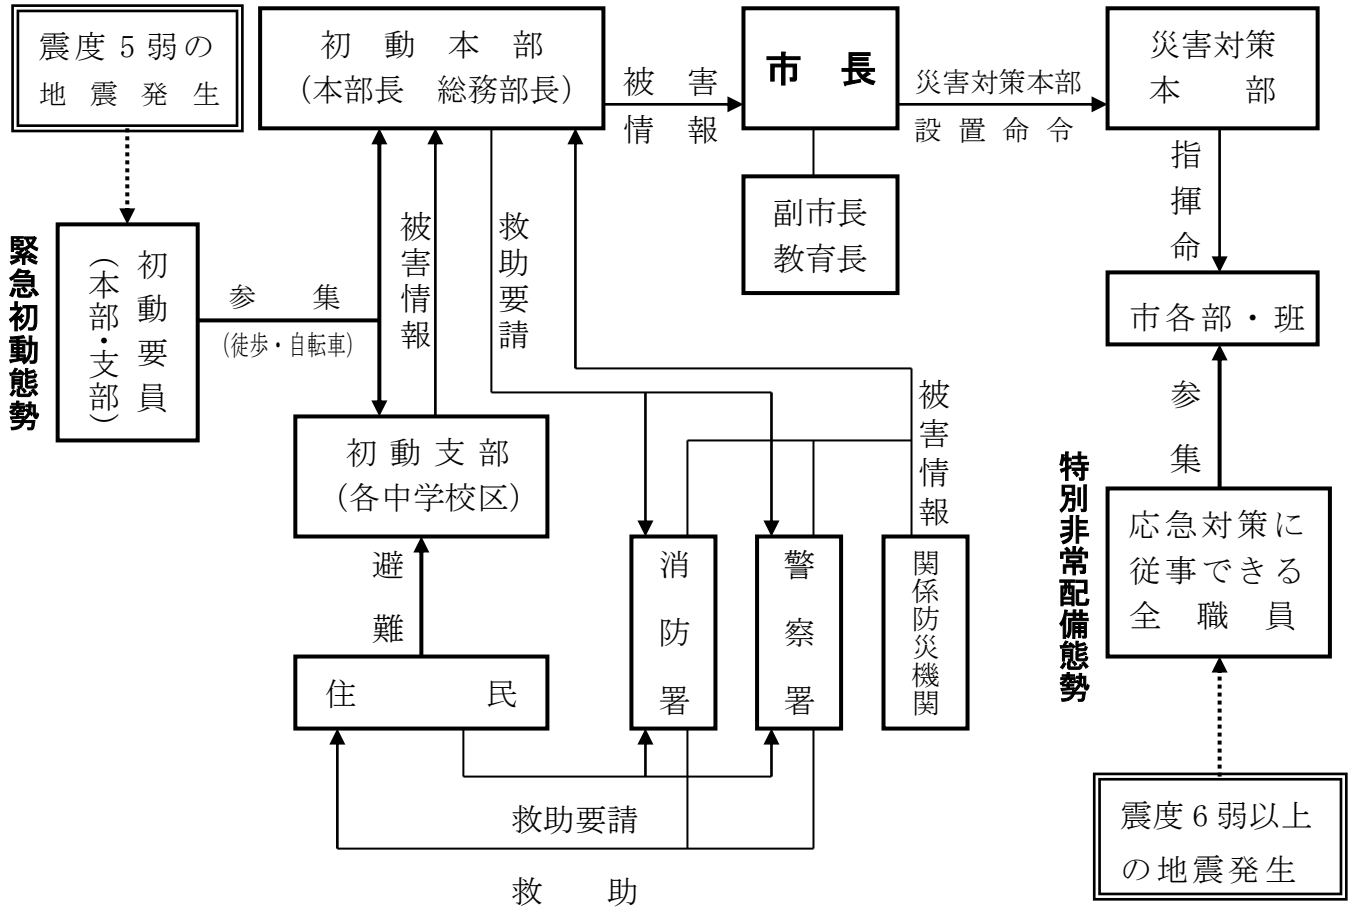 震度５弱の
地震発生
初動本部
（本部長　総務部長）
被害
情報
市長
災害対策本部
設置命令
災害対策
本部
指揮命
副市長
教育長
緊急初動態勢
初動要員
（本部・支部）
参集
（徒歩・自転車）
被害情報
救助要請
市各部・班
初動支部
（各中学校区）
被害情報
参集
特別非常配備態勢
応急対策に
従事できる
全職員
避難
消防署
警察署
関係防災機関
住民
救助要請
救助
震度６弱以上
の地震発生